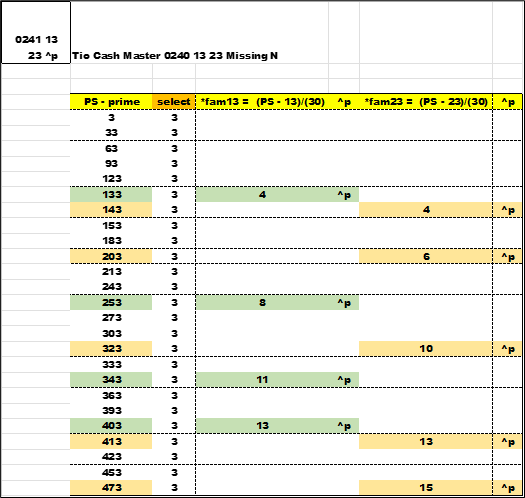 0241 13
23 ^p Tio Cash Master 0240 13 23 Missing N
PS - prime select *fam13 = (PS - 13)/(30) ^p *fam23 = (PS - 23)/(30) ^p
3 3
33 3
63 3
93 3
123 3
133 3 4 ^p
143 3 4 ^p
153 3
183 3
203 3 6 ^p
213 3
243 3
253 3 8 ^p
273 3
303 3
323 3 10 ^p
333 3
343 3 11 ^p
363 3
393 3
403 3 13 ^p
413 3 13 ^p
423 3
453 3
473 3 15 ^p